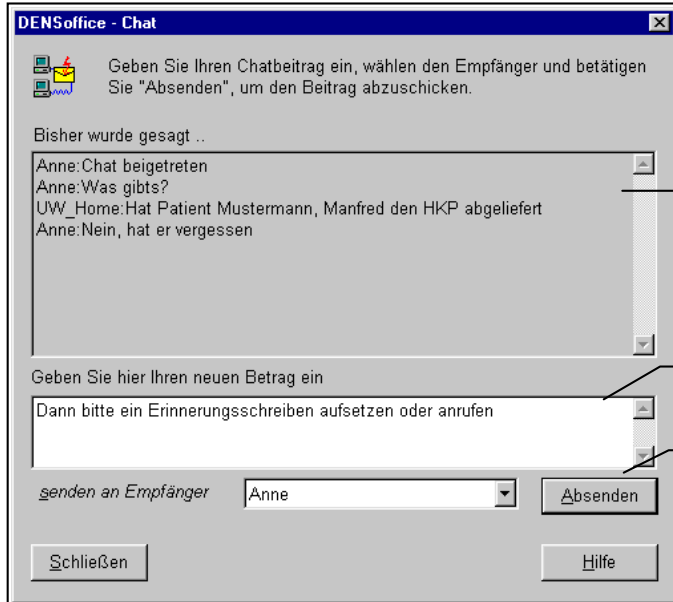 DENSoffice - Chat
Geben Sie Ihren Chatbeitrag ein, wählen den Empfänger und betätigen
Sie "Absenden", um den Beitrag abzuschicken.
Bisher wurde gesagt ..
Anne:Chat beigetreten
Anne:Was gibts?
UW_Home:Hat Patient Mustermann, Manfred den HKP abgeliefert
Anne:Nein, hat er vergessen
Geben Sie hier Ihren neuen Betrag ein
Dann bitte ein Erinnerungsschreiben aufsetzen oder anrufen
senden an Empfänger Anne Absenden
Schließen Hilfe